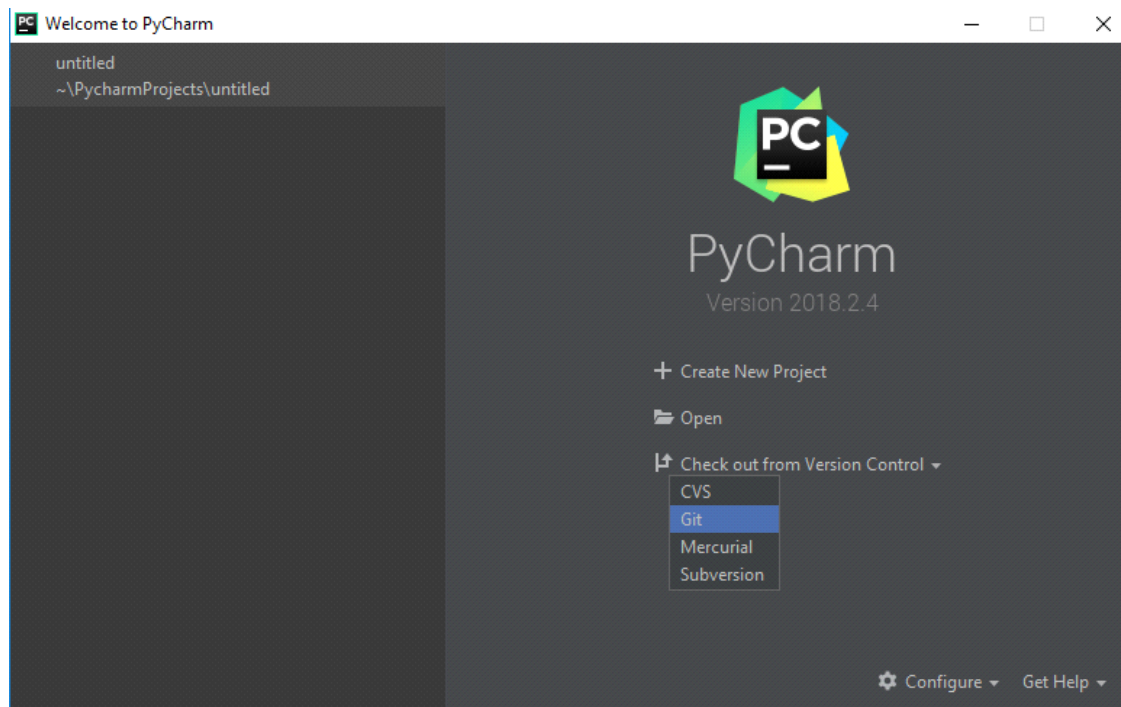 PC Welcome to PyCharm
untitled
~\PycharmProjects\untitled
PC
PyCharm
Version 2018.2.4
Create New Project
Open
Check out from Version Control
CVS
Git
Mercurial
Subversion
Configure Get Help